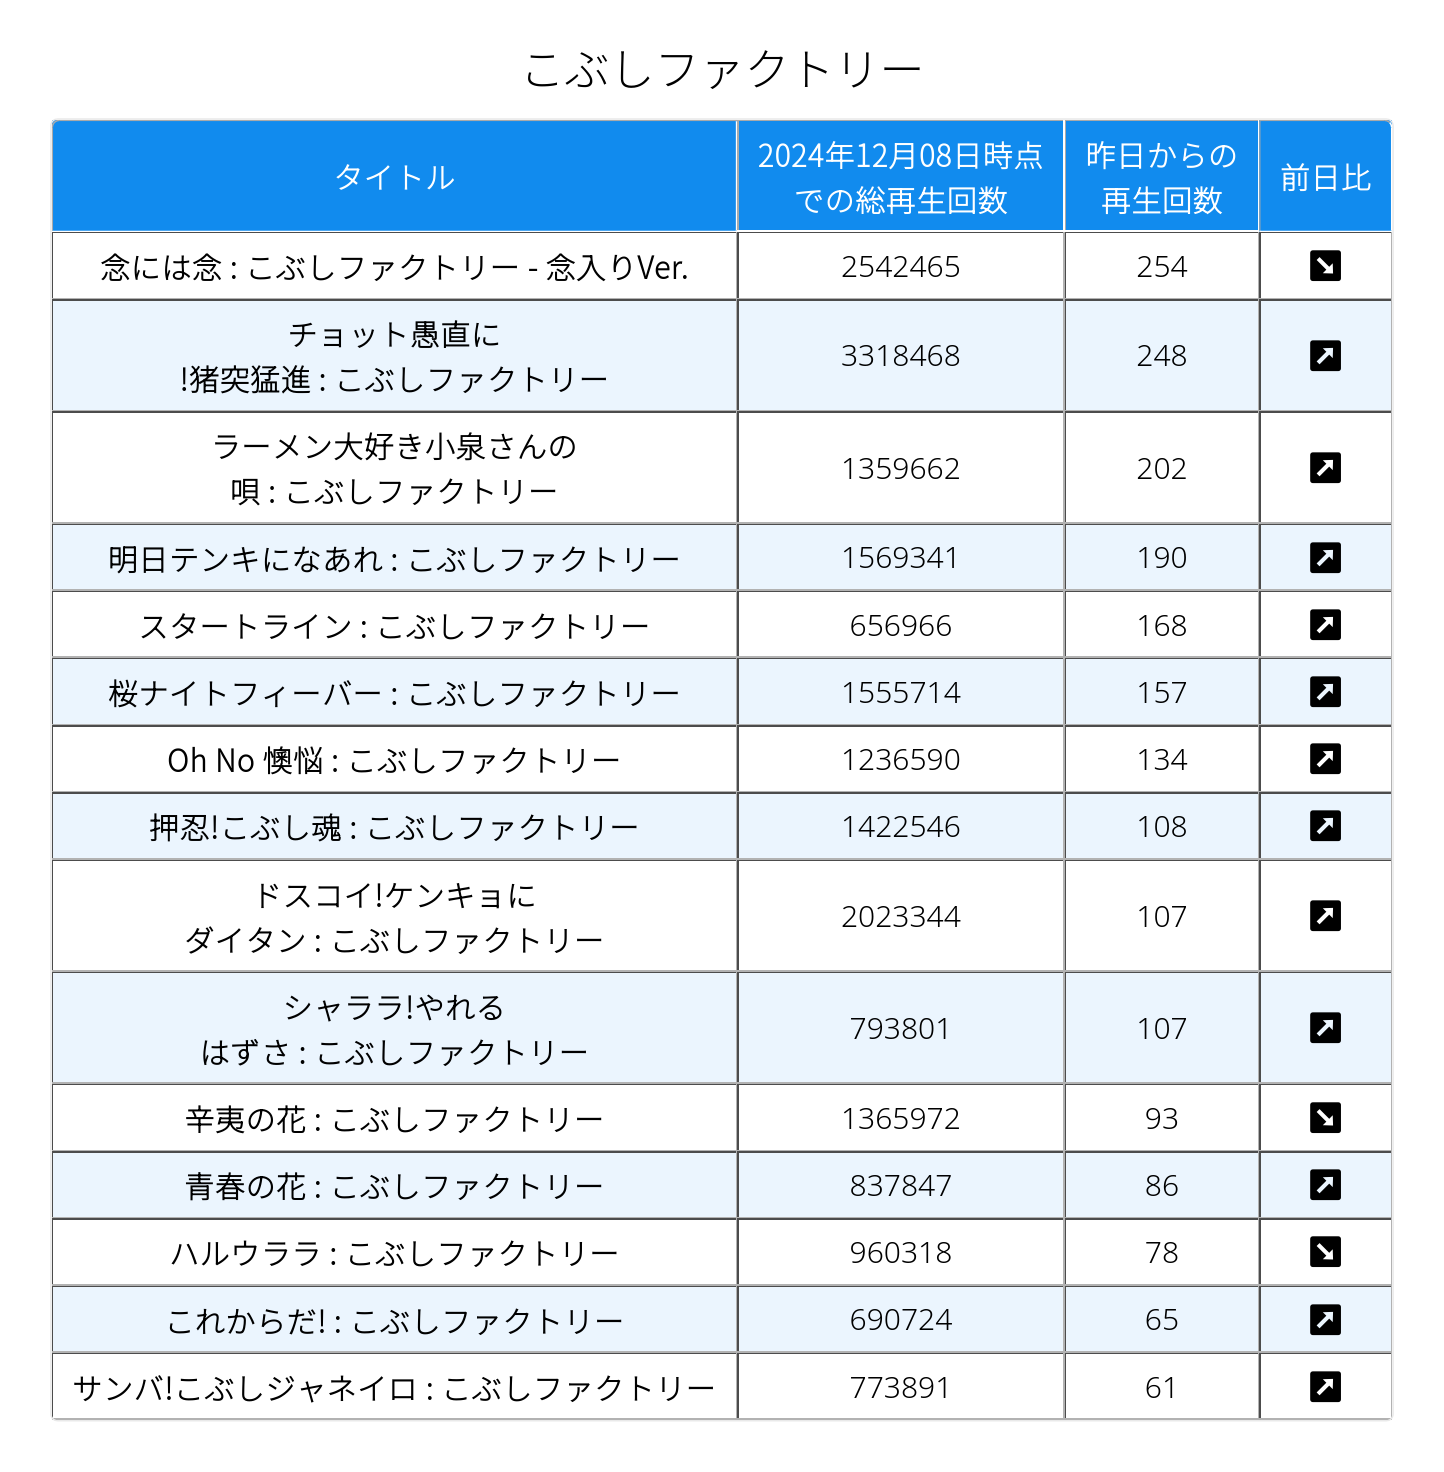 こぶしファクトリー
タイトル
2024年12月08日時点
での総再生回数
昨日からの
再生回数
前日比
念には念 : こぶしファクトリー - 念入りVer.
2542465
254
チョット愚直に
!猪突猛進 : こぶしファクトリー
3318468
248
ラーメン大好き小泉さんの
唄 : こぶしファクトリー
1359662
202
明日テンキになあれ : こぶしファクトリー
1569341
190
スタートライン : こぶしファクトリー
656966
168
桜ナイトフィーバー : こぶしファクトリー
1555714
157
Oh No 懊悩 : こぶしファクトリー
1236590
134
押忍!こぶし魂 : こぶしファクトリー
1422546
108
ドスコイ!ケンキョに
ダイタン : こぶしファクトリー
2023344
107
シャララ!やれる
はずさ : こぶしファクトリー
793801
107
辛夷の花 : こぶしファクトリー
1365972
93
青春の花 : こぶしファクトリー
837847
86
ハルウララ : こぶしファクトリー
960318
78
これからだ! : こぶしファクトリー
690724
65
サンバ!こぶしジャネイロ : こぶしファクトリー
773891
61